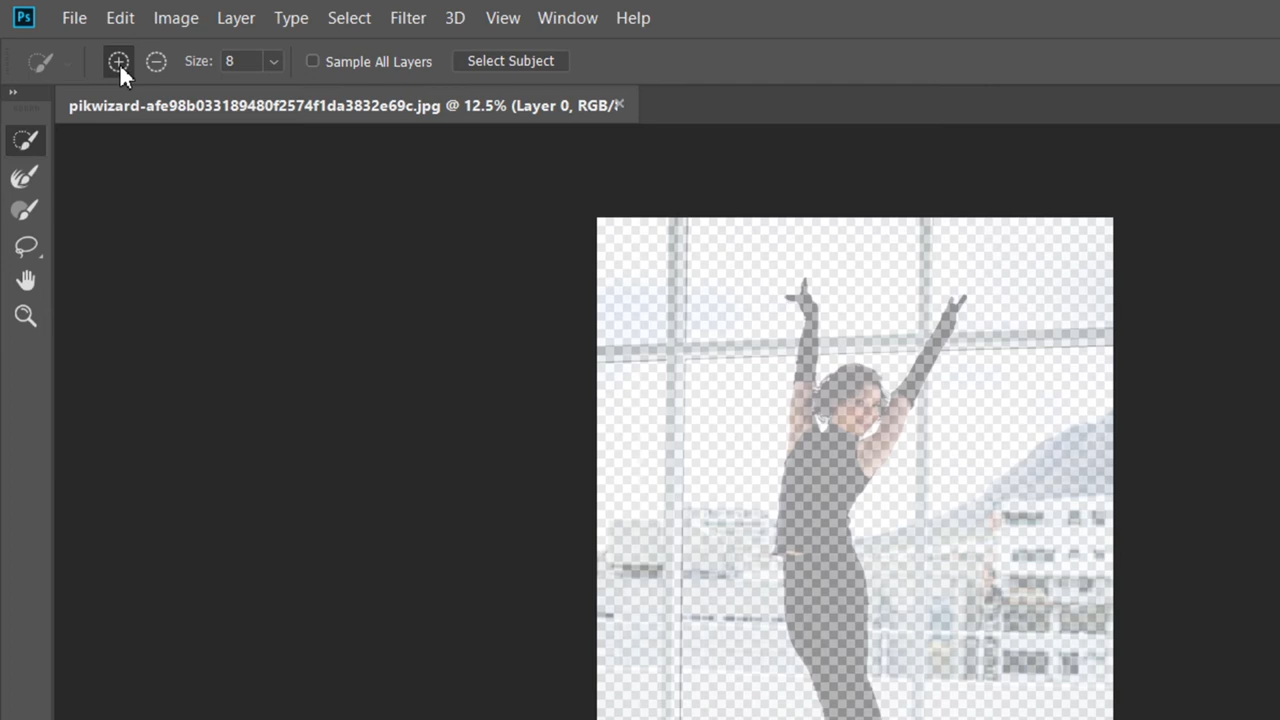 Ps File Edit Image Layer Type Select Filter 3D View Window Help
Size: 8 Sample All Layers Select Subject
pikwizard-afe98b033189480f2574f1da3832e69c.jpg @ 12.5% (Layer 0, RGB/